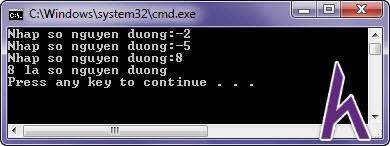 C:\Windows\system32\cmd.exe
Nhap so nguyen duong:-2
Nhap so nguyen duong:-5
Nhap so nguyen duong:8
8 la so nguyen duong
Press any key to continue . . .